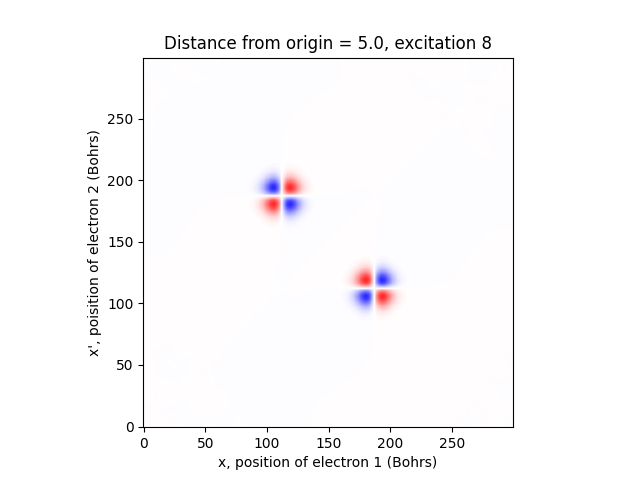 Distance from origin = 5.0, excitation 8
x', poisition of electron 2 (Bohrs)
250
200
150
100
50
0
0 50 100 150 200 250
x, position of electron 1 (Bohrs)